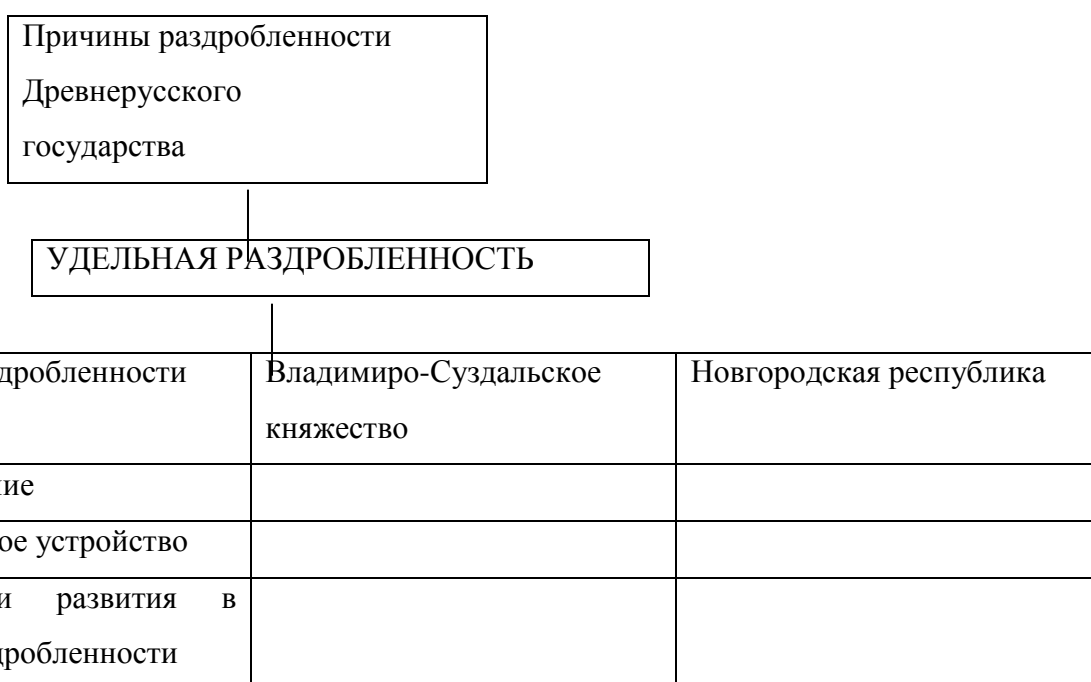 Причины раздробленности
Древнерусского
государства
УДЕЛЬНАЯ РАЗДРОБЛЕННОСТЬ
дробленности Владимиро-Суздальское Новгородская республика
княжество
ие
ое устройство
и развития в
дробленности